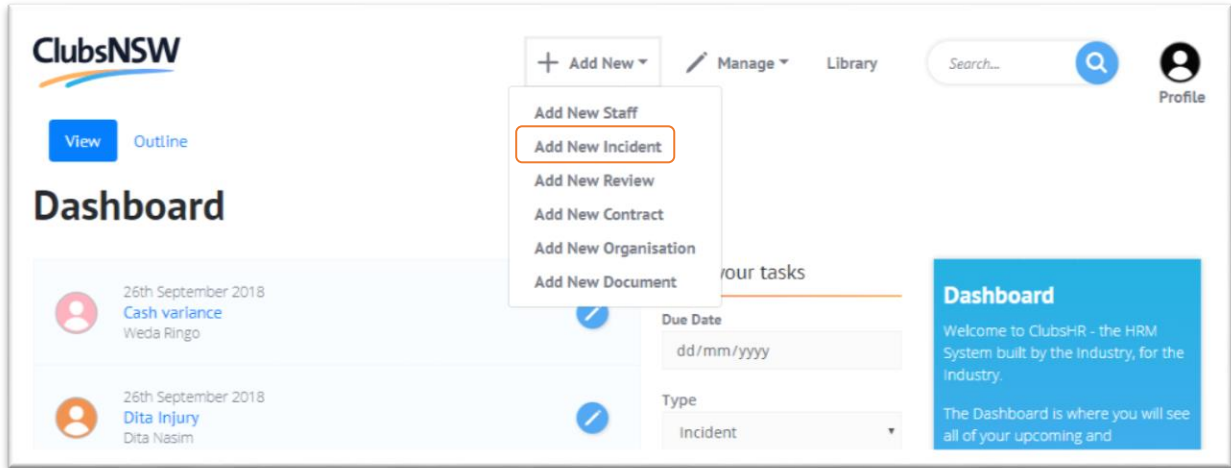 ClubsNSW
Add New
Manage
Library
Search...
Profile
Add New Staff
Add New Incident
Add New Review
Add New Contract
Add New Organisation
Add New Document
View
Outline
Dashboard
26th September 2018
Cash variance
Weda Ringo
26th September 2018
Dita Injury
Dita Nasim
your tasks
Due Date
dd/mm/yyyy
Type
Incident
Dashboard
Welcome to ClubsHR - the HRM
System built by the Industry, for the
Industry.
The Dashboard is where you will see
all of your upcoming and